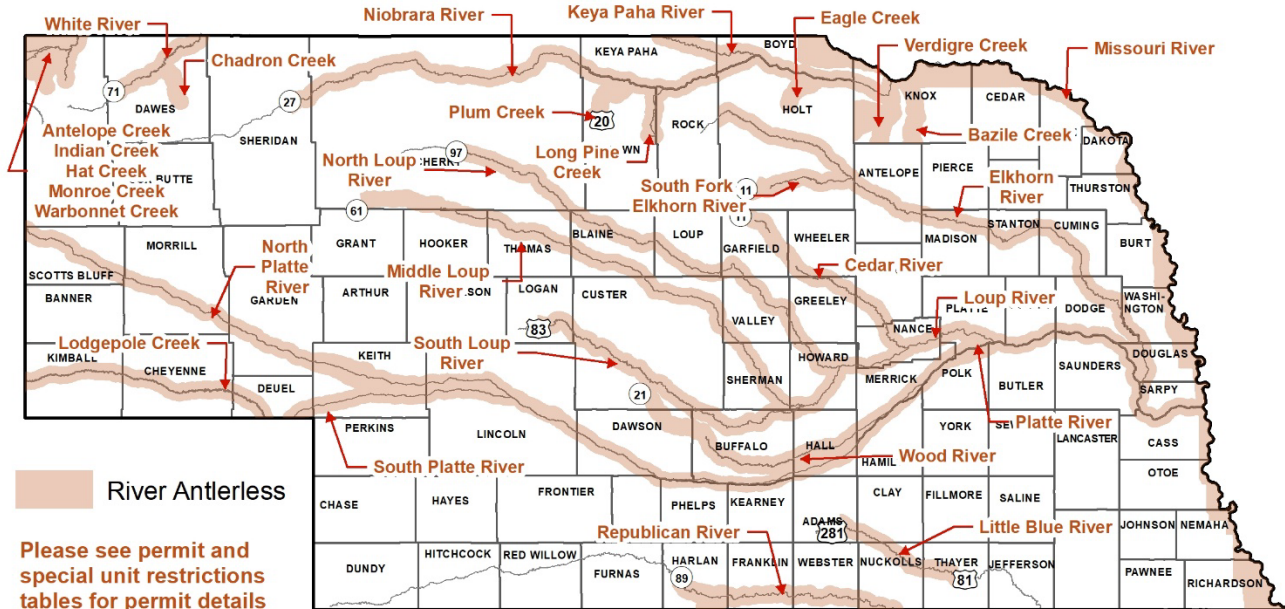 White River
Niobrara River
Keya Paha River
Eagle Creek
Verdigre Creek
Missouri River
Chadron Creek
KEYA PAHA
BOYD
71
DAWES
27
SHERIDAN
Plum Creek
20
ROCK
HOLT
KNOX
CEDAR
Bazile Creek
DAKOTA
Antelope Creek
Indian Creek
Hat Creek
Monroe Creek
Warbonnet Creek
BUTTE
North Loup
River
97
Long Pine
Creek
11
South Fork
Elkhorn River
ANTELOPE
PIERCE
Elkhorn
River
THURSTON
61
11
MORRILL
North
Platte
River
GRANT
HOOKER
THOMAS
BLAINE
LOUP
GARFIELD
WHEELER
MADISON
STANTON
CUMING
BURT
SCOTTS BLUFF
BANNER
GARDEN
ARTHUR
Middle Loup
River
LOGAN
CUSTER
VALLEY
GREELEY
Cedar River
Loup River
NANCE
PLATTE
DODGE
WASHI-
NGTON
Lodgepole Creek
KIMBALL
CHEYENNE
DEUEL
KEITH
83
South Loup
River
SHERMAN
HOWARD
MERRICK
POLK
BUTLER
SAUNDERS
DOUGLAS
SARPY
21
PERKINS
LINCOLN
DAWSON
BUFFALO
HALL
YORK
Platte River
LANCASTER
CASS
South Platte River
Wood River
HAMIL
OTOE
River Antlerless
CHASE
HAYES
FRONTIER
PHELPS
KEARNEY
ADAMS
CLAY
FILLMORE
SALINE
281
Republican River
Little Blue River
JOHNSON
NEMAHA
Please see permit and
special unit restrictions
tables for permit details
DUNDY
HITCHCOCK
RED WILLOW
FURNAS
HARLAN
89
FRANKLIN
WEBSTER
NUCKOLLS
THAYER
81
JEFFERSON
PAWNEE
RICHARDSON